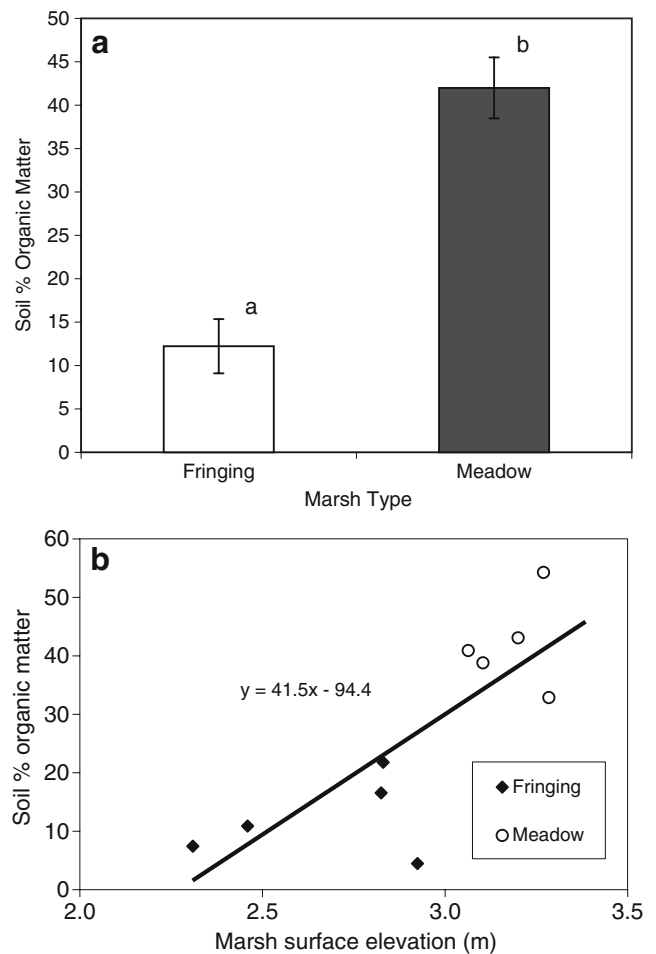 a
50
45
40
35
30
25
20
15
10
5
0
Soil % Organic Matter
a
b
Fringing
Meadow
Marsh Type
b
60
50
40
30
20
10
0
Soil % organic matter
y = 41.5x - 94.4
Fringing
Meadow
2.0
2.5
3.0
3.5
Marsh surface elevation (m)